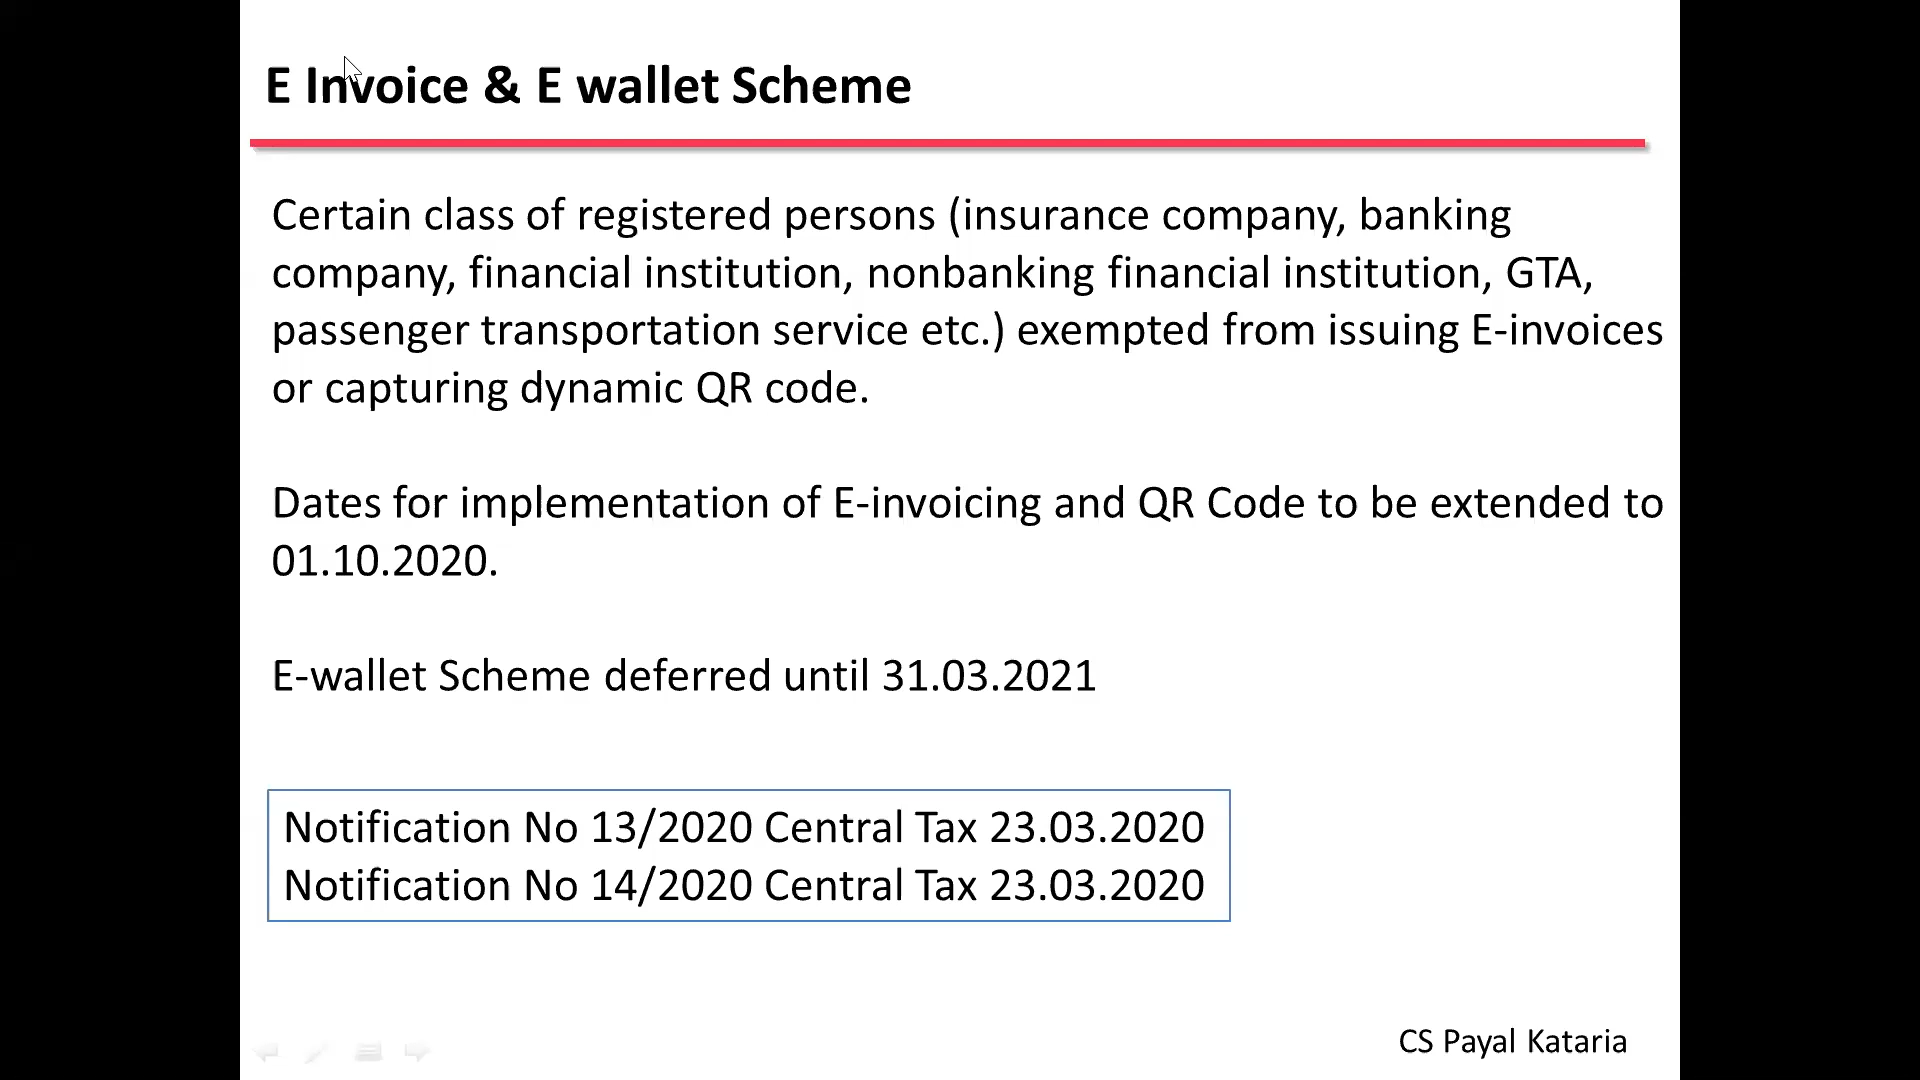 E Invoice & E wallet Scheme
Certain class of registered persons (insurance company, banking
company, financial institution, nonbanking financial institution, GTA,
passenger transportation service etc.) exempted from issuing E-invoices
or capturing dynamic QR code.
Dates for implementation of E-invoicing and QR Code to be extended to
01.10.2020.
E-wallet Scheme deferred until 31.03.2021
Notification No 13/2020 Central Tax 23.03.2020
Notification No 14/2020 Central Tax 23.03.2020
CS Payal Kataria